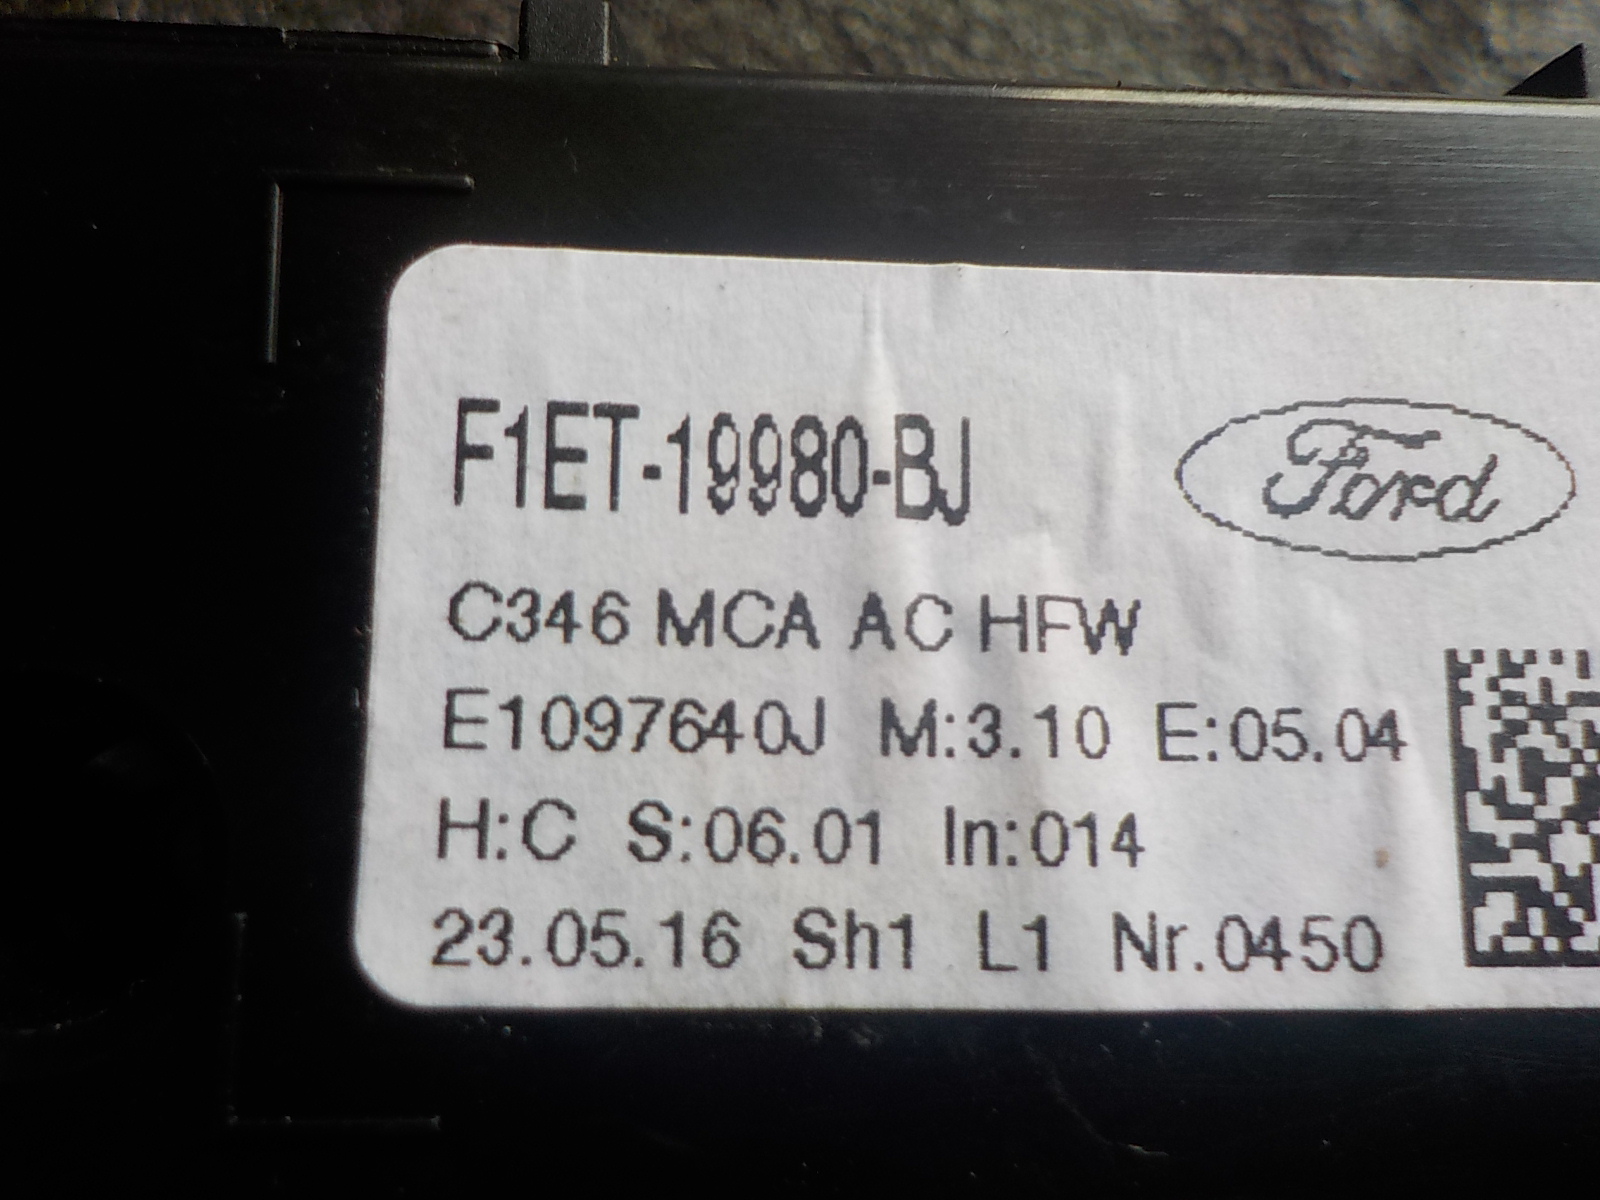 F1ET-19980-BJ
Ford
C346 MCA AC HFW
E1097640J M:3.10 E:05.04
H:C S:06.01 In:014
23.05.16 Sh1 L1 Nr.0450